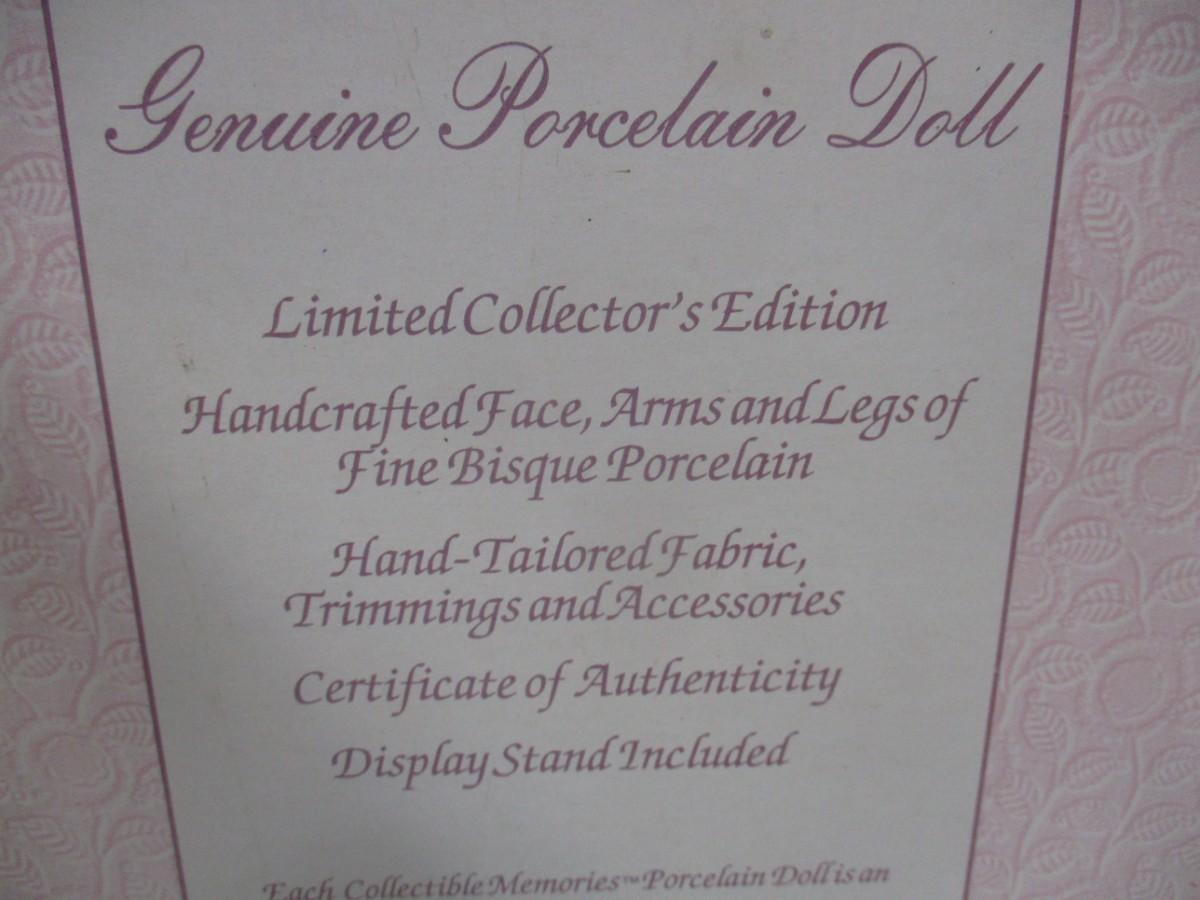 Genuine Porcelain Doll
Limited Collector's Edition
Handcrafted Face, Arms and Legs of
Fine Bisque Porcelain
Hand-Tailored Fabric,
Trimmings and Accessories
Certificate of Authenticity
Display Stand Included
Each Collectible Memories™ Porcelain Doll is an